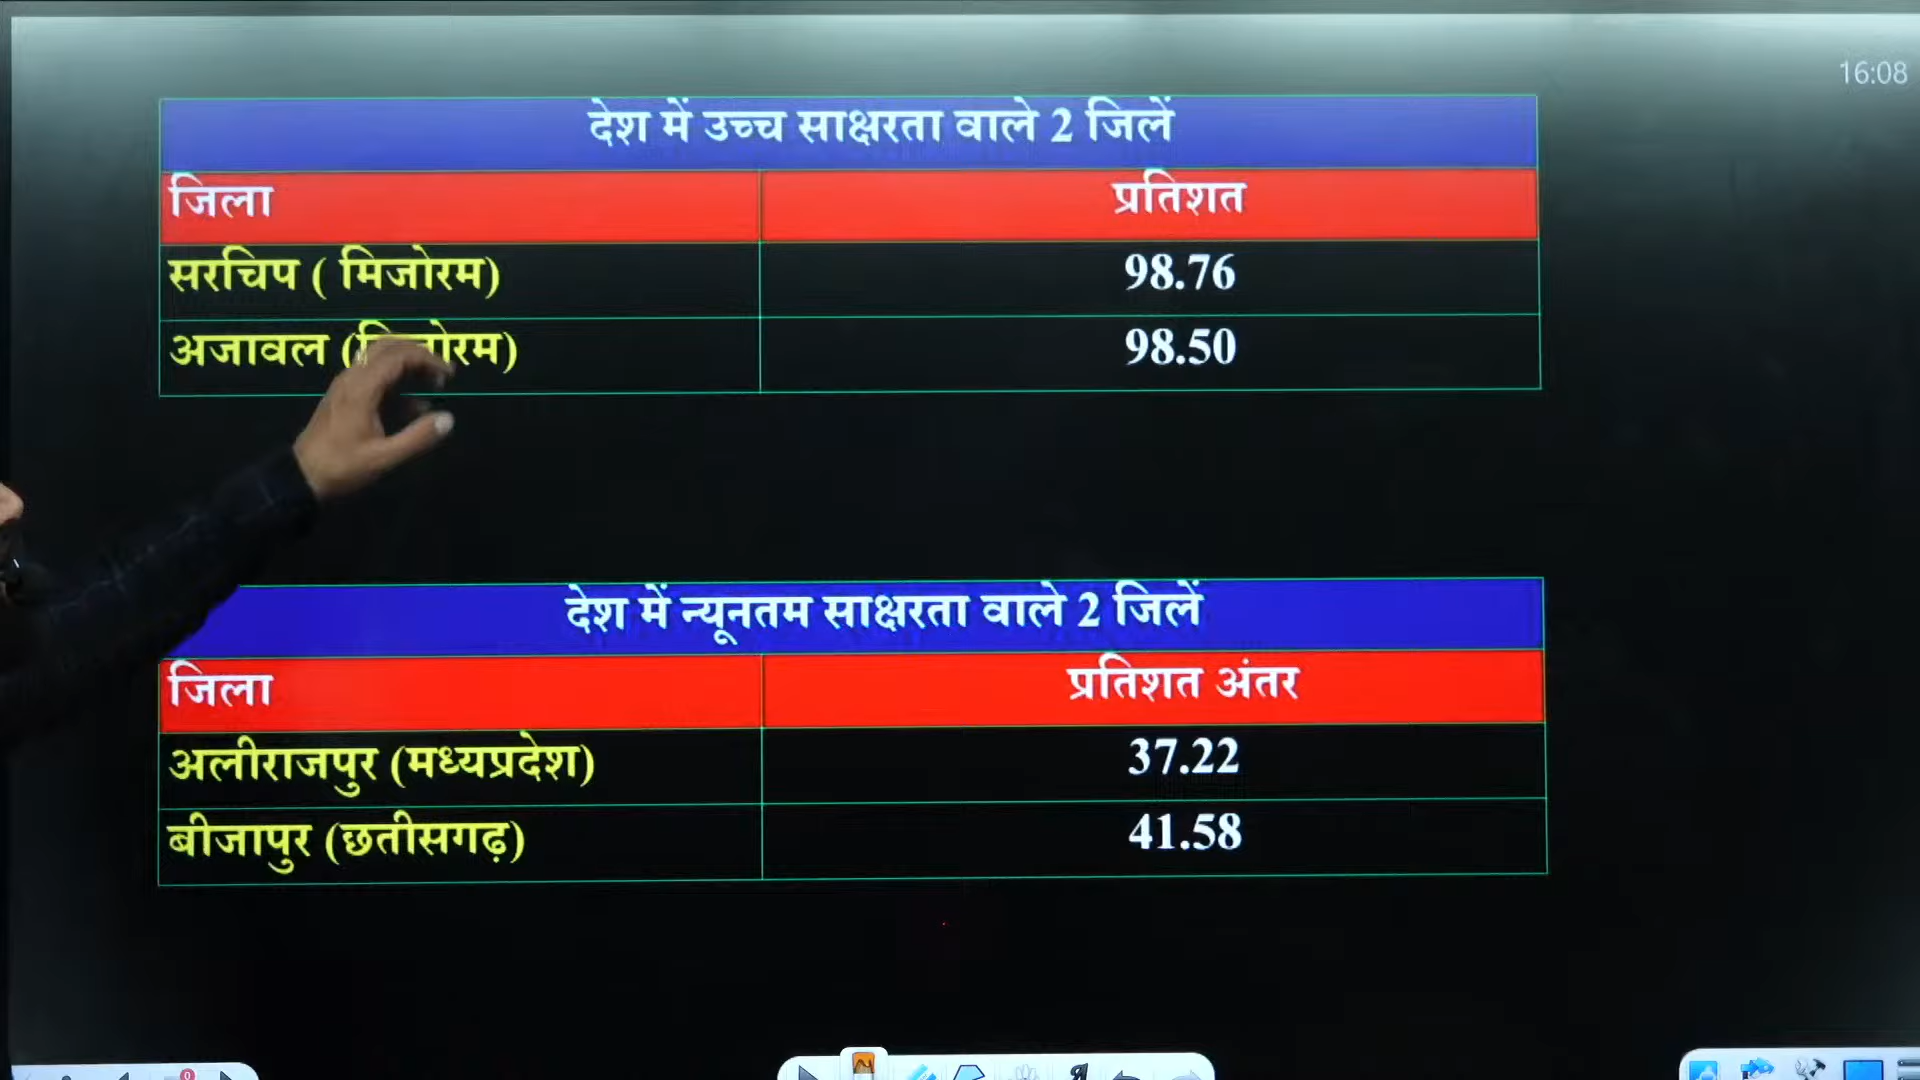 16:08
देश में उच्च साक्षरता वाले 2 जिलें
जिला प्रतिशत
सरचिप ( मिजोरम) 98.76
अजावल (मिजोरम) 98.50
देश में न्यूनतम साक्षरता वाले 2 जिलें
जिला प्रतिशत अंतर
अलीराजपुर (मध्यप्रदेश) 37.22
बीजापुर (छतीसगढ़) 41.58
0